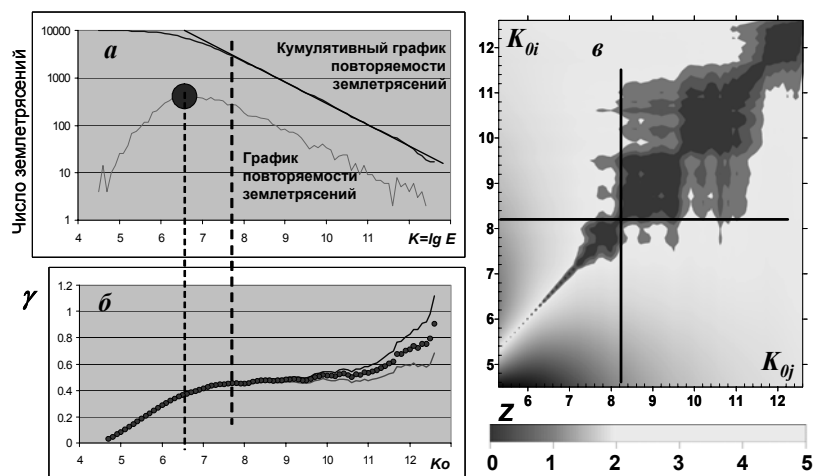 10000
1000
100
10
1
Число землетрясений
а
Кумулятивный график
повторяемости
землетрясений
График
повторяемости
землетрясений
4 5 6 7 8 9 10 11 K=lg E
γ
1.2
1
0.8
0.6
0.4
0.2
0
б
4 5 6 7 8 9 10 11 12 Ko
K0i
в
12
11
10
9
8
7
6
5
K0j
6 7 8 9 10 11 12
Z
0 1 2 3 4 5